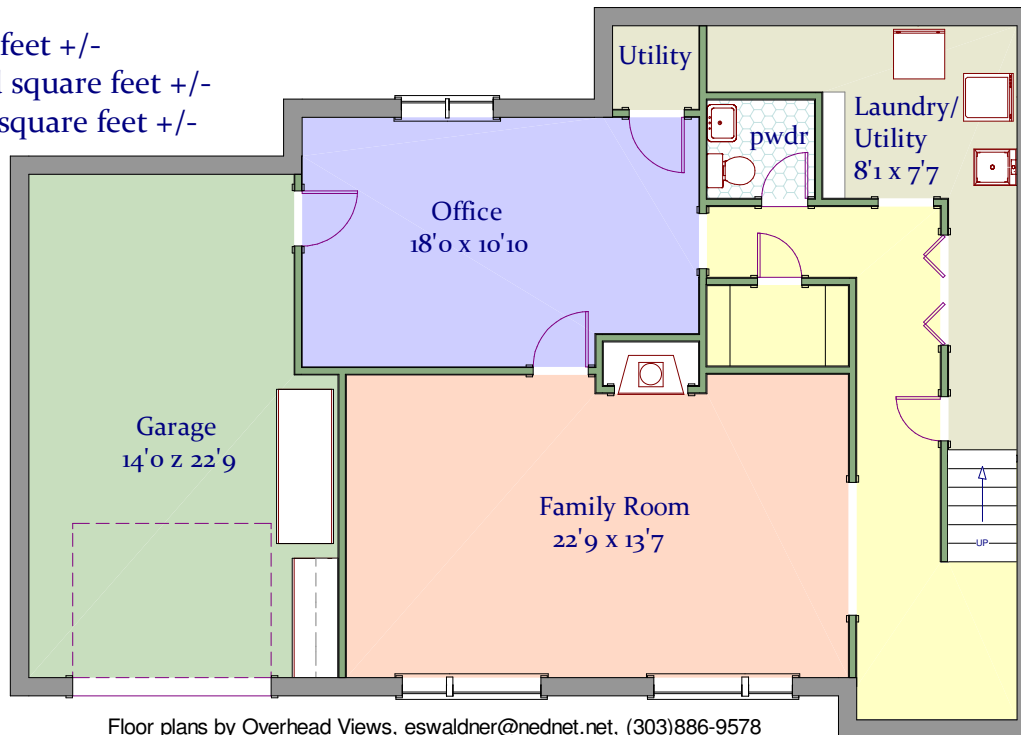 feet +/-
square feet +/-
square feet +/-
Utility
Laundry/
Utility
8'1 x 7'7
pwdr
Office
18'0 x 10'10
Garage
14'0 z 22'9
Family Room
22'9 x 13'7
UP
Floor plans by Overhead Views, eswaldner@nednet.net, (303)886-9578